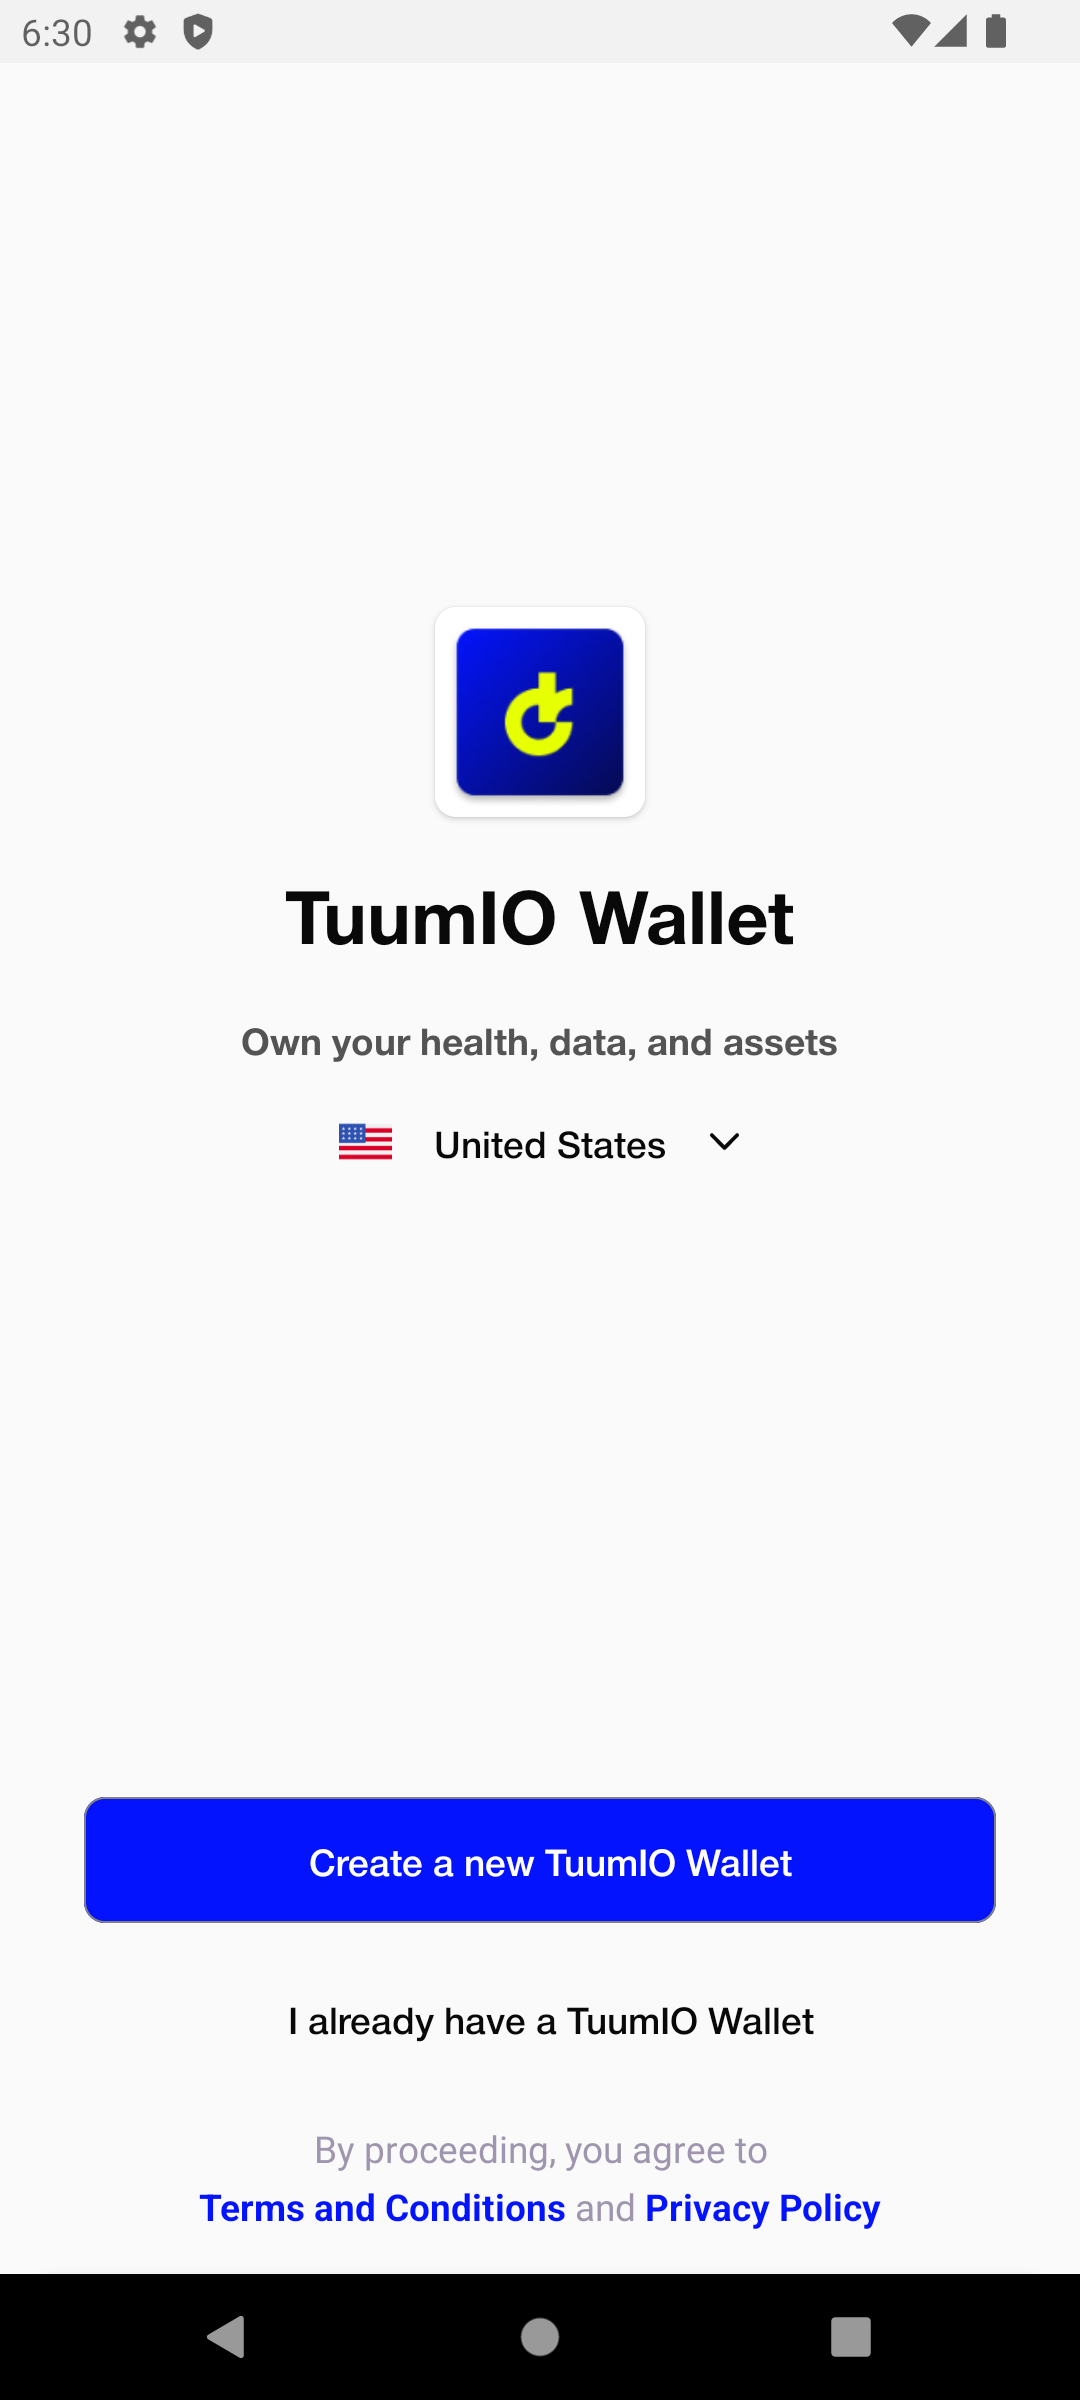 6:30
TuumIO Wallet
Own your health, data, and assets
United States
Create a new TuumIO Wallet
I already have a TuumIO Wallet
By proceeding, you agree to
Terms and Conditions and Privacy Policy